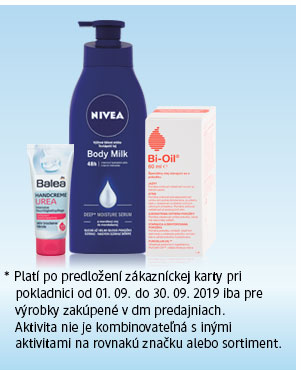 NIVEA
Body Milk
48h
DEEP MOISTURE SERUM
Balea
HANDCREME
UREA
Bi-Oil®
60 ml ℮
* Platí po predložení zákazníckej karty pri
pokladnici od 01. 09. do 30. 09. 2019 iba pre
výrobky zakúpené v dm predajniach.
Aktivita nie je kombinovateľná s inými
aktivitami na rovnakú značku alebo sortiment.